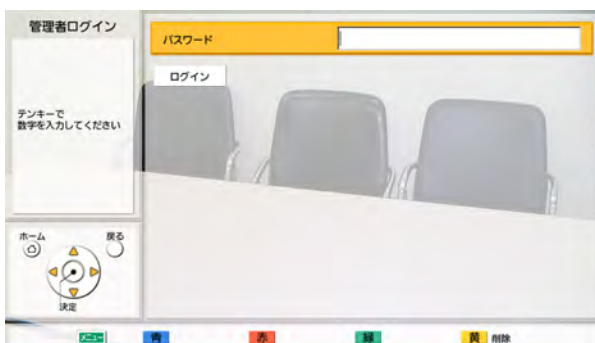 管理者ログイン
パスワード
ログイン
テンキーで
数字を入力してください
ホーム
戻る
決定
メニュー
青
赤
緑
黄 削除